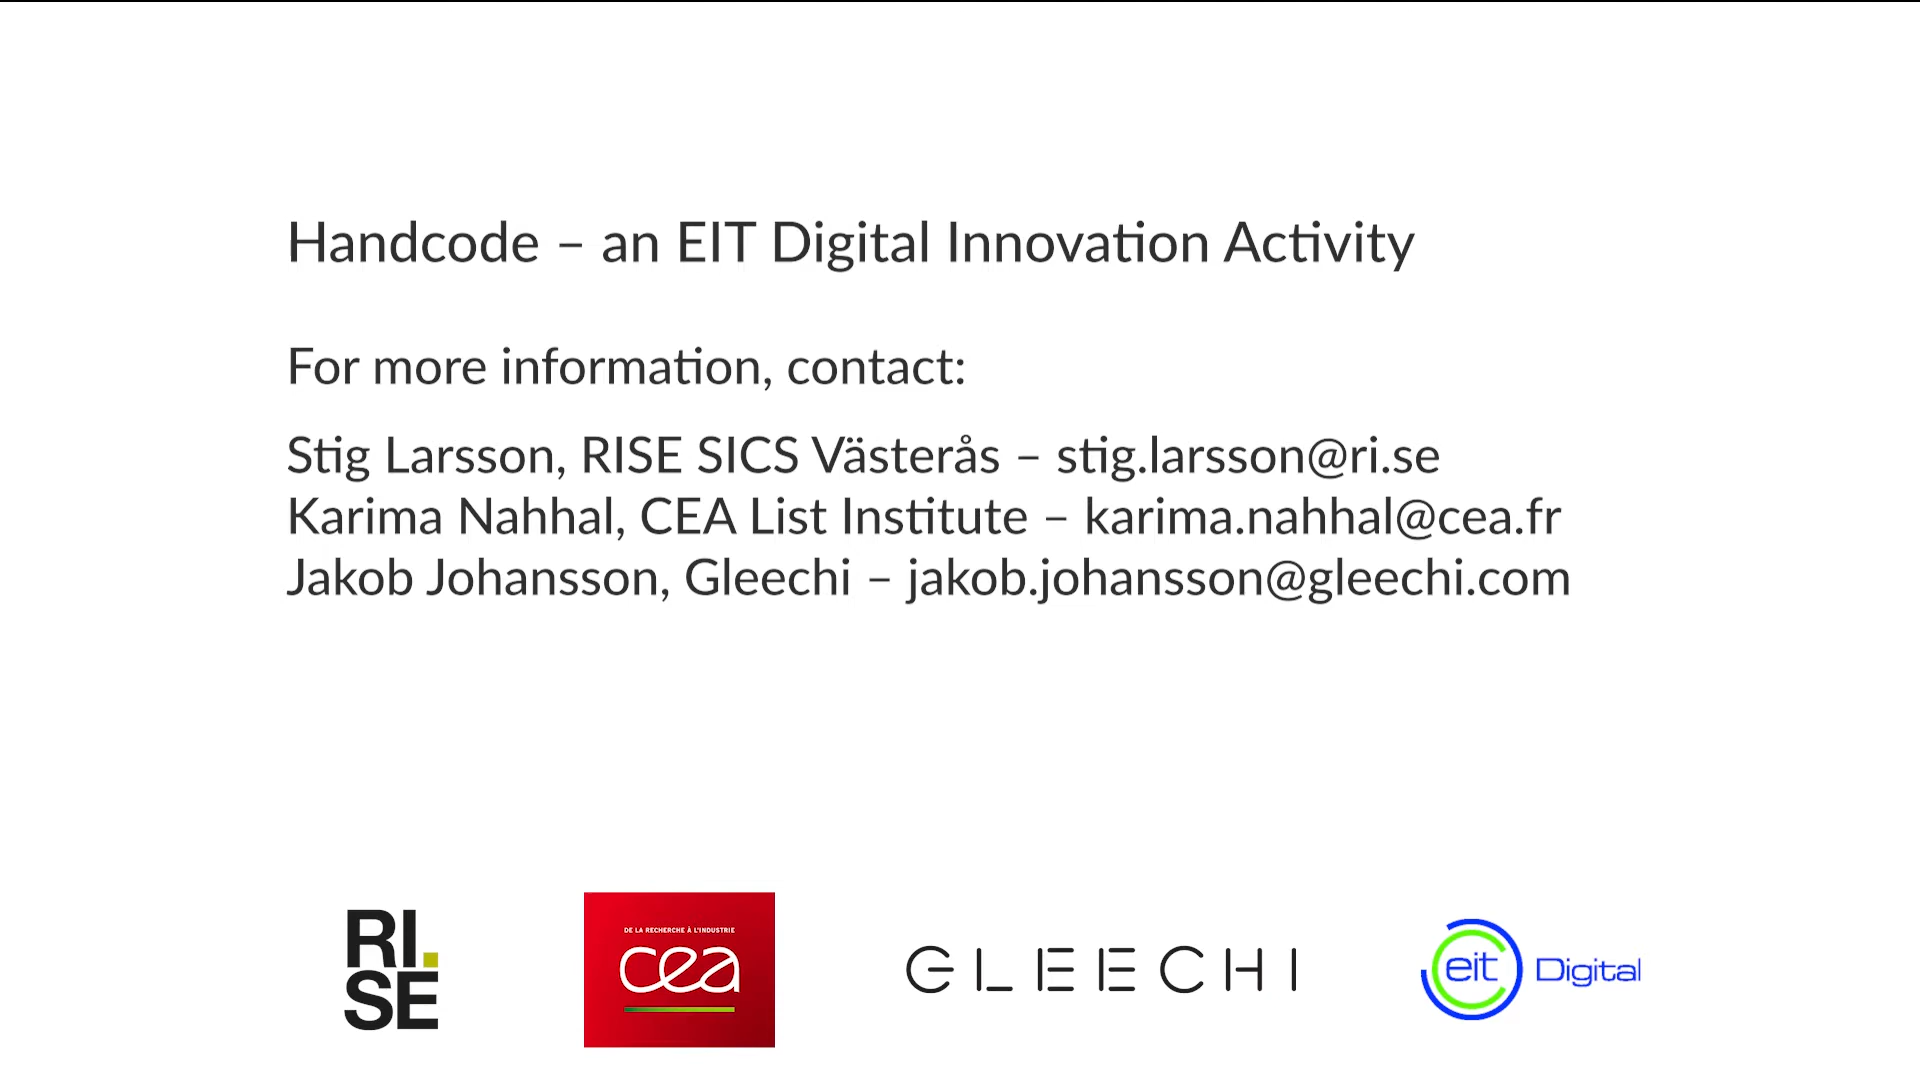 Handcode – an EIT Digital Innovation Activity
For more information, contact:
Stig Larsson, RISE SICS Västerås – stig.larsson@ri.se
Karima Nahhal, CEA List Institute – karima.nahhal@cea.fr
Jakob Johansson, Gleechi – jakob.johansson@gleechi.com
RI.
SE
DE LA RECHERCHE À L'INDUSTRIE
cea
GLEECHI
eit Digital